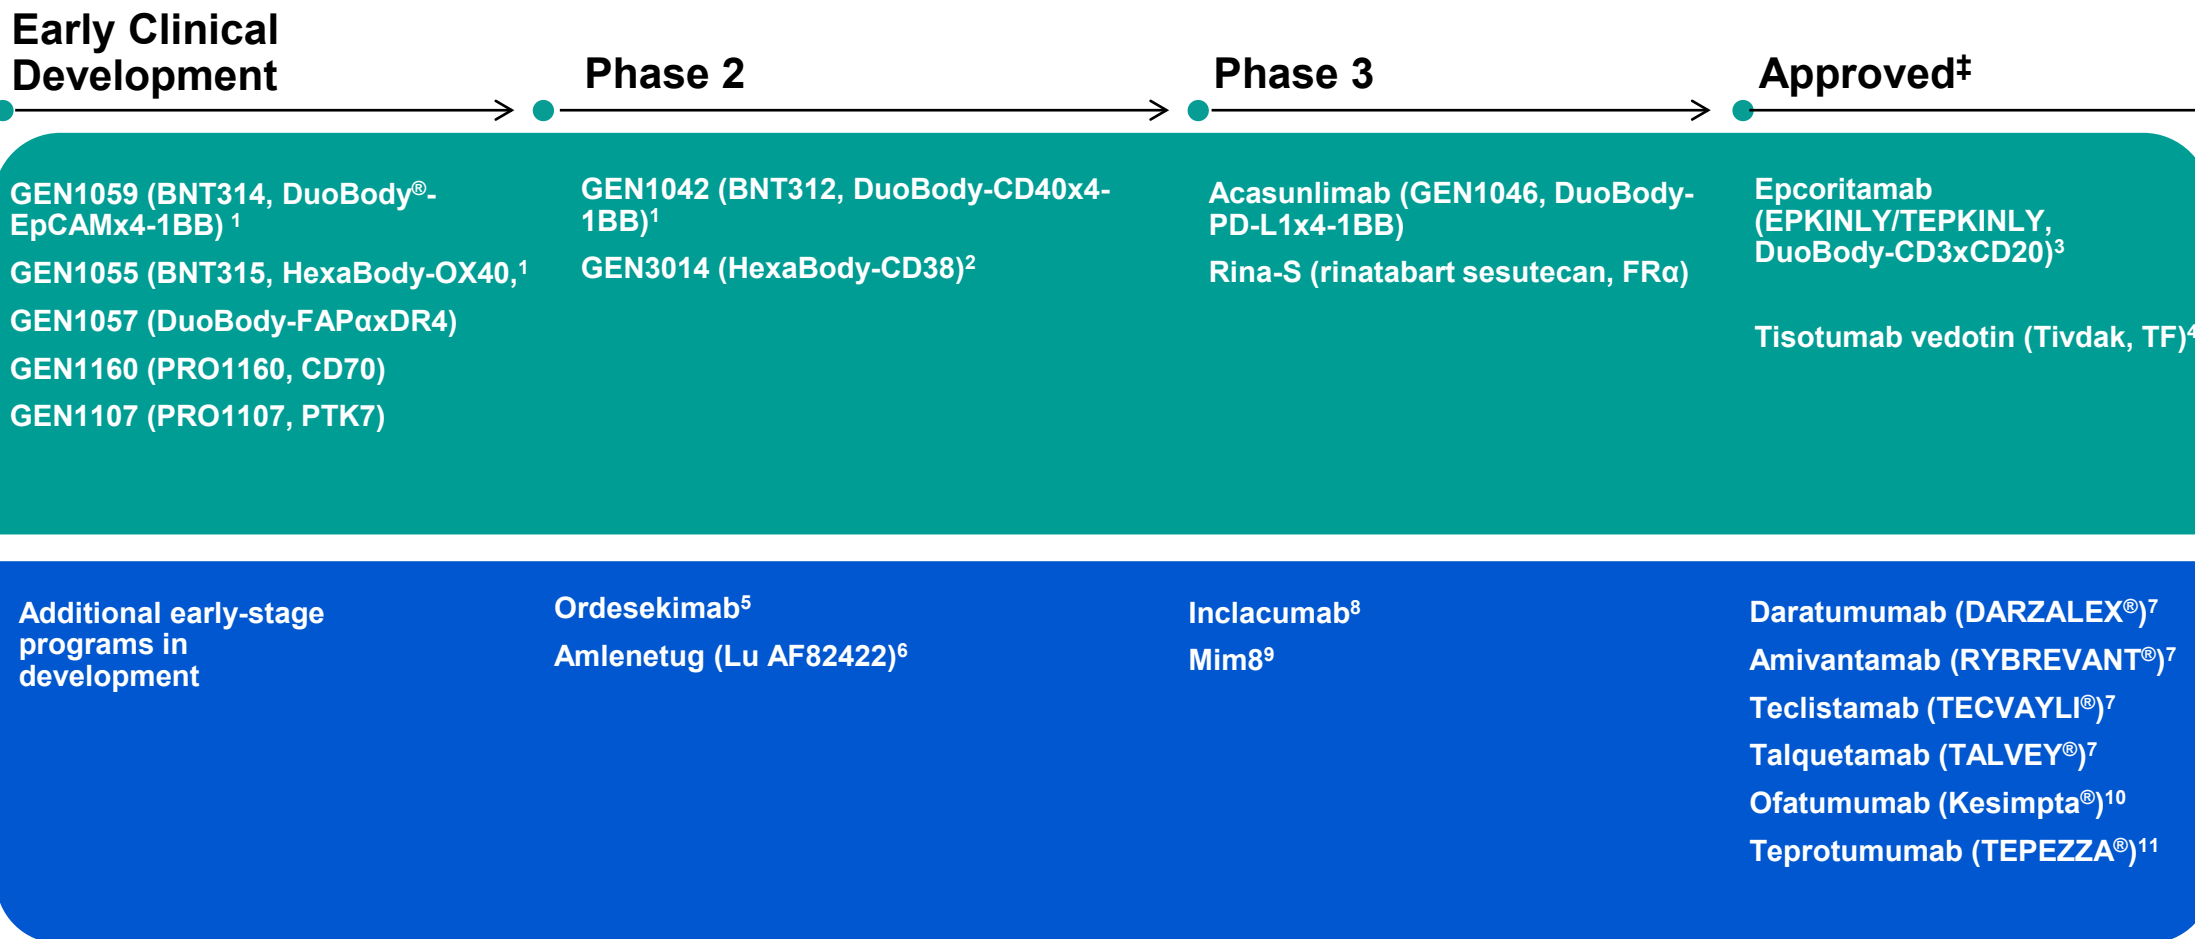 Early Clinical
Development
Phase 2
Phase 3
Approved‡
GEN1059 (BNT314, DuoBody®-
EpCAMx4-1BB) 1
GEN1055 (BNT315, HexaBody-OX40,1
GEN1057 (DuoBody-FAPαxDR4)
GEN1160 (PRO1160, CD70)
GEN1107 (PRO1107, PTK7)
GEN1042 (BNT312, DuoBody-CD40x4-
1BB)1
GEN3014 (HexaBody-CD38)2
Acasunlimab (GEN1046, DuoBody-
PD-L1x4-1BB)
Rina-S (rinatabart sesutecan, FRα)
Epcoritamab
(EPKINLY/TEPKINLY,
DuoBody-CD3xCD20)3
Tisotumab vedotin (Tivdak, TF)4
Additional early-stage
programs in
development
Ordesekimab5
Amlenetug (Lu AF82422)6
Inclacumab8
Mim89
Daratumumab (DARZALEX®)7
Amivantamab (RYBREVANT®)7
Teclistamab (TECVAYLI®)7
Talquetamab (TALVEY®)7
Ofatumumab (Kesimpta®)10
Teprotumumab (TEPEZZA®)11